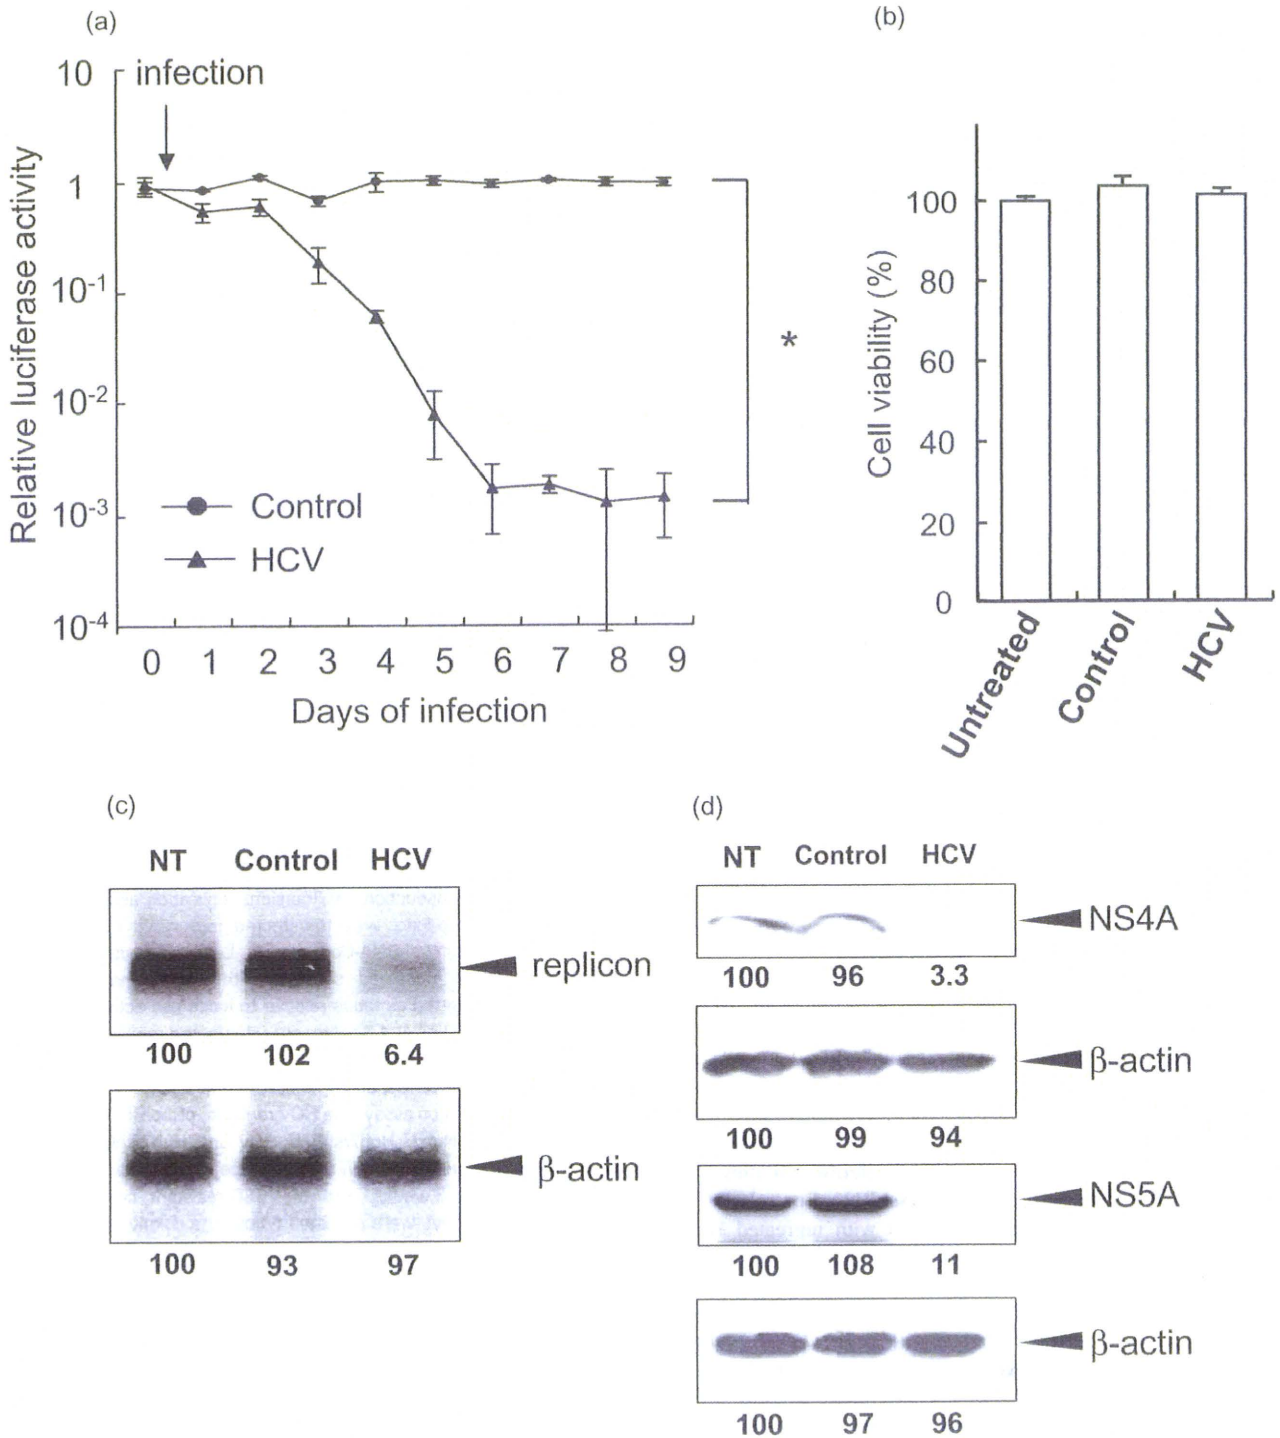 (a)
10
infection
1
10-1
10-2
10-3
10-4
Relative luciferase activity
Control
HCV
*
0 1 2 3 4 5 6 7 8 9
Days of infection
(b)
100
80
60
40
20
0
Cell viability (%)
Untreated
Control
HCV
(c)
NT Control HCV
replicon
100 102 6.4
β-actin
100 93 97
(d)
NT Control HCV
NS4A
100 96 3.3
β-actin
100 99 94
NS5A
100 108 11
β-actin
100 97 96